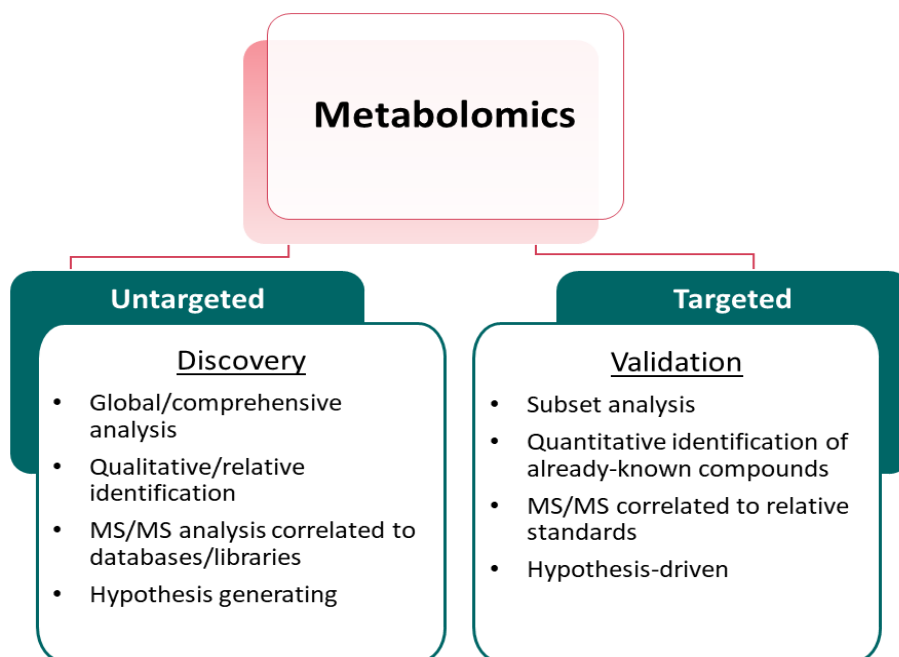 Metabolomics
Untargeted
Discovery
• Global/comprehensive
analysis
• Qualitative/relative
identification
• MS/MS analysis correlated to
databases/libraries
• Hypothesis generating
Targeted
Validation
• Subset analysis
• Quantitative identification of
already-known compounds
• MS/MS correlated to relative
standards
• Hypothesis-driven